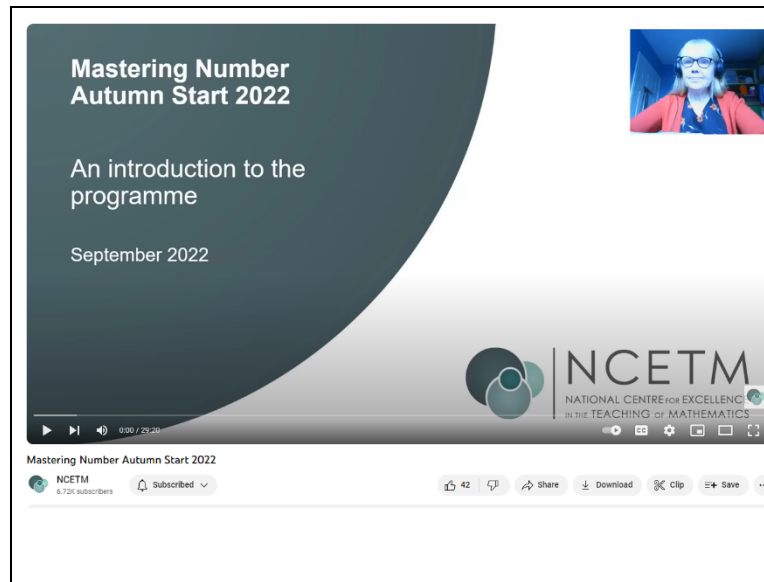 Mastering Number
Autumn Start 2022
An introduction to the
programme
September 2022
NCETM
NATIONAL CENTRE FOR EXCELLENC
IN THE TEACHING OF MATHEMATICS
0:00 / 29:20
CC
Mastering Number Autumn Start 2022
NCETM
6.72K subscribers
Subscribed
42
Share
Download
Clip
Save